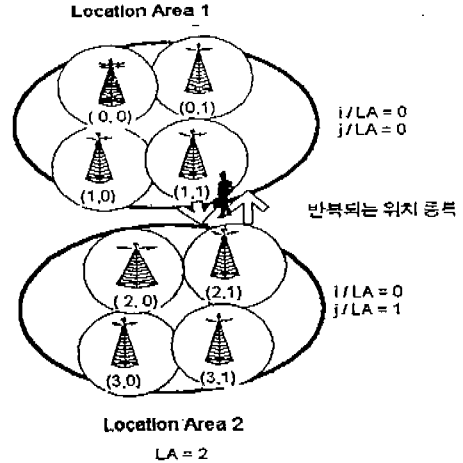 Location Area 1
(0,0)
(0,1)
i / LA = 0
j / LA = 0
(1,0)
(1,1)
반복되는 위치 중복
(2,0)
(2,1)
i / LA = 0
j / LA = 1
(3,0)
(3,1)
Location Area 2
LA = 2